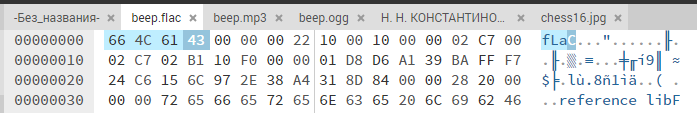 -Без_названия- beep.flac beep.mp3 beep.ogg Н. Н. КОНСТАНТИНО... chess16.jpg
00000000 66 4C 61 43 00 00 00 22 10 00 10 00 00 02 C7 00 fLaC..."......╟.
00000010 02 C7 02 B1 10 F0 00 00 01 D8 D6 A1 39 BA FF F7 .╟.▒.≡...╪╓í9║ ≈
00000020 24 C6 15 6C 97 2E 38 A4 31 8D 84 00 00 28 20 00 $╞.lù.8ñ1ìä..( .
00000030 00 00 72 65 66 65 72 65 6E 63 65 20 6C 69 62 46 ..reference libF